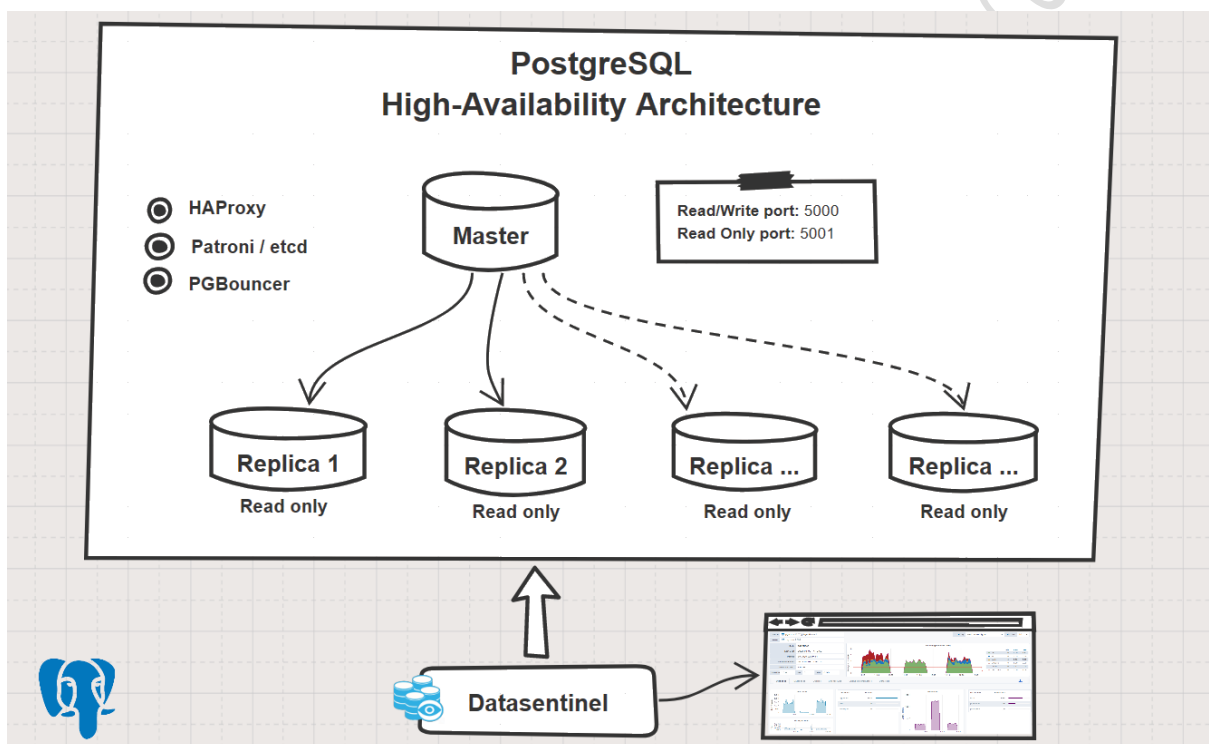 PostgreSQL
High-Availability Architecture
HAProxy
Patroni / etcd
PGBouncer
Master
Read/Write port: 5000
Read Only port: 5001
Replica 1
Replica 2
Replica ...
Replica ...
Read only
Read only
Read only
Read only
Datasentinel